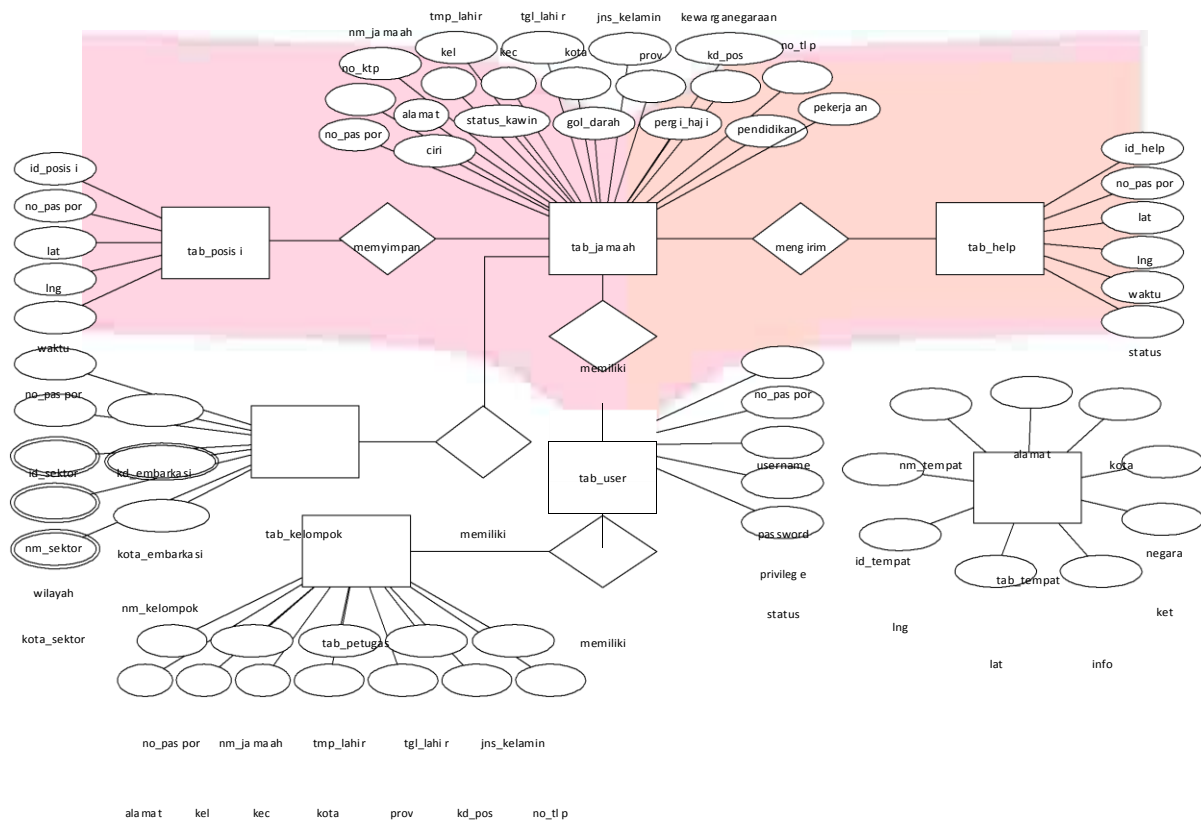 tmp_lahir
tgl_lahir
jns_kelamin
kewarganegaraan
nm_jamaah
kel
kec
kota
prov
kd_pos
no_tlp
no_ktp
alamat
status_kawin
gol_darah
pergi_haji
pendidikan
pekerjaan
no_paspor
ciri
id_posisi
no_paspor
lat
lng
waktu
tab_posisi
memyimpan
tab_jamaah
mengirim
tab_help
id_help
no_paspor
lat
lng
waktu
status
memiliki
no_paspor
id_sektor
kd_embarkasi
nm_sektor
kota_embarkasi
wilayah
nm_kelompok
kota_sektor
tab_kelompok
memiliki
tab_user
no_paspor
username
password
privilege
status
alamat
nm_tempat
kota
id_tempat
tab_tempat
negara
ket
lng
lat
info
tab_petugas
memiliki
no_paspor
nm_jamaah
tmp_lahir
tgl_lahir
jns_kelamin
alamat
kel
kec
kota
prov
kd_pos
no_tlp